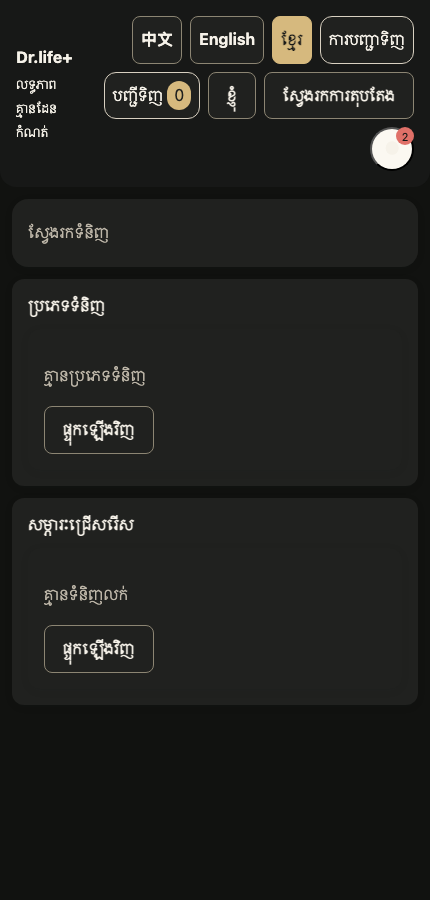 Dr.life+
លទ្ធភាព
គ្មានដែន
កំណត់
中文
English
ខ្មែរ
ការបញ្ជាទិញ
បញ្ជីទិញ 0
ខ្ញុំ
ស្វែងរកការតុបតែង
2
ស្វែងរកទំនិញ
ប្រភេទទំនិញ
គ្មានប្រភេទទំនិញ
ផ្ទុកឡើងវិញ
សម្ភារៈជ្រើសរើស
គ្មានទំនិញលក់
ផ្ទុកឡើងវិញ